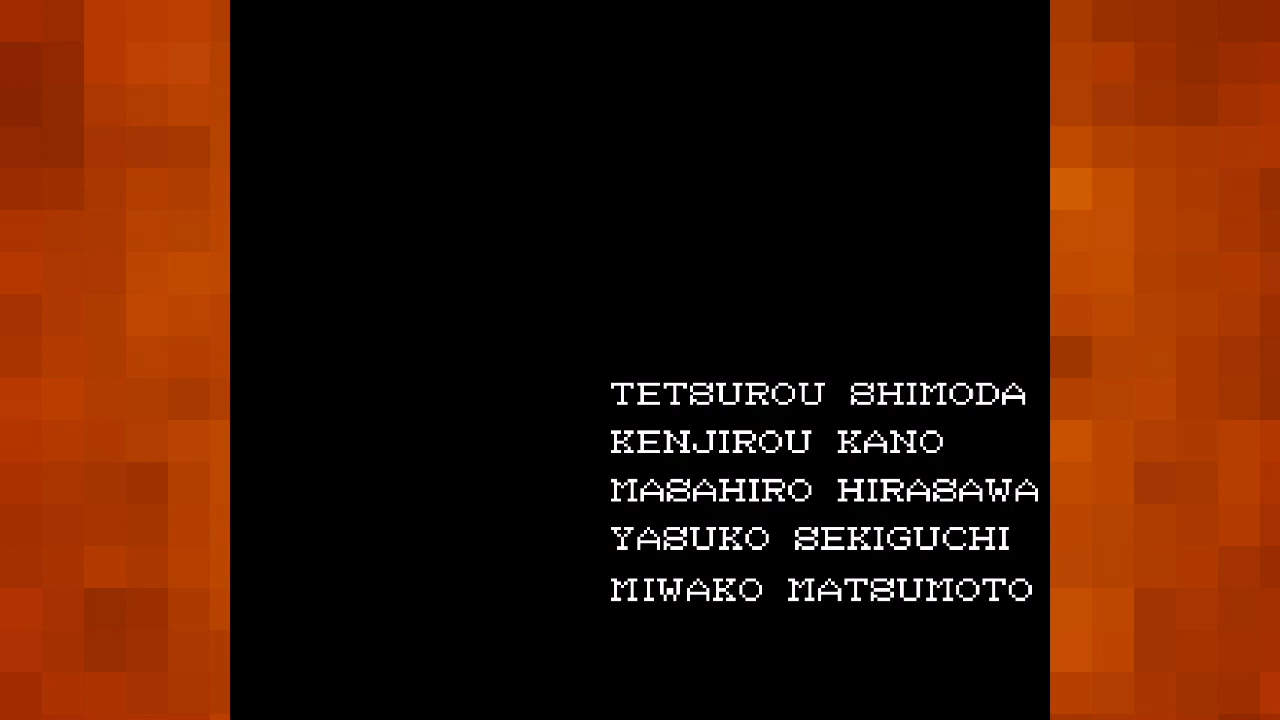 TETSUROU SHIMODA
KENJIROU KANO
MASAHIRO HIRASAWA
YASUKO SEKIGUCHI
MIWAKO MATSUMOTO